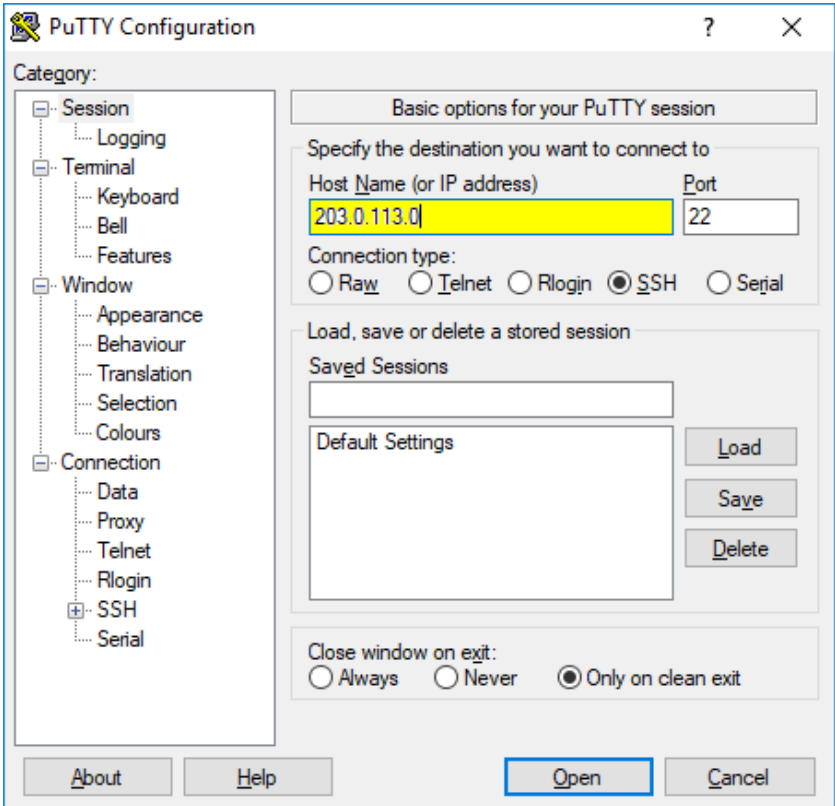 PuTTY Configuration
?
Category:
Session
Logging
Terminal
Keyboard
Bell
Features
Window
Appearance
Behaviour
Translation
Selection
Colours
Connection
Data
Proxy
Telnet
Rlogin
SSH
Serial
Basic options for your PuTTY session
Specify the destination you want to connect to
Host Name (or IP address) Port
203.0.113.0 22
Connection type:
Raw Telnet Rlogin SSH Serial
Load, save or delete a stored session
Saved Sessions
Default Settings
Load
Save
Delete
Close window on exit:
Always Never Only on clean exit
About Help Open Cancel